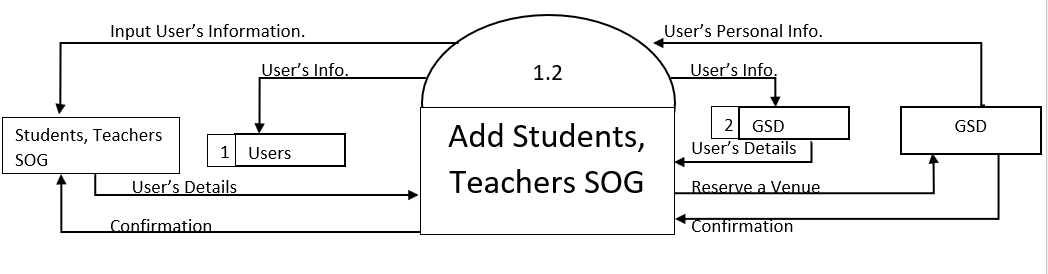 Input User’s Information.
User’s Personal Info.
User’s Info.
1.2
User’s Info.
Students, Teachers
SOG
1 Users
Add Students,
Teachers SOG
2 GSD
GSD
User’s Details
User’s Details
Reserve a Venue
Confirmation
Confirmation